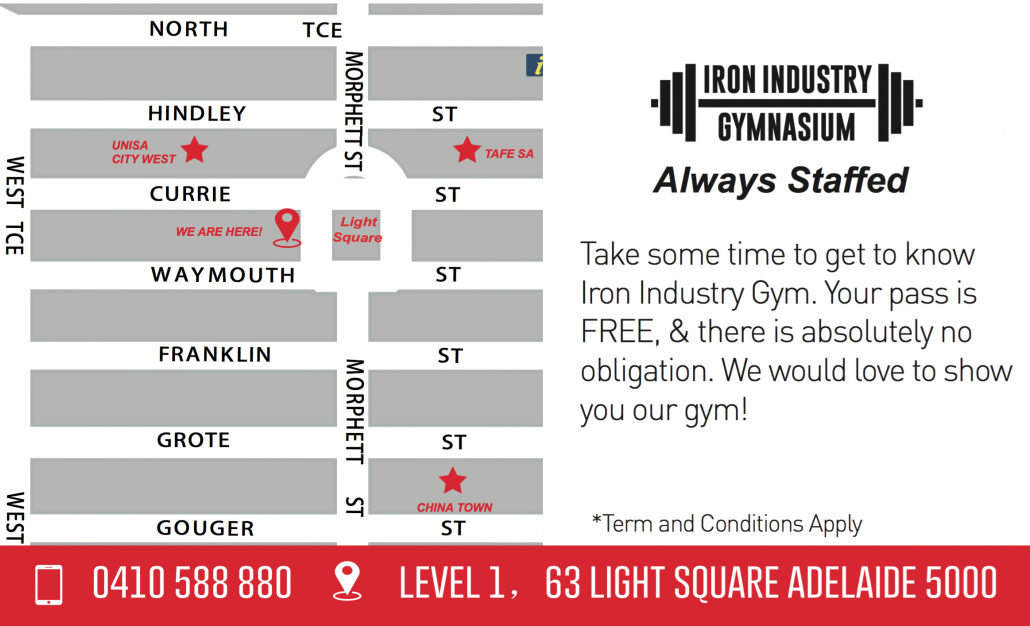 NORTH TCE
MORPHETT ST
i
HINDLEY ST
UNISA
CITY WEST
TAFE SA
WEST TCE
CURRIE ST
WE ARE HERE!
Light
Square
WAYMOUTH ST
FRANKLIN ST
MORPHETT ST
GROTE ST
CHINA TOWN
WEST
GOUGER ST
IRON INDUSTRY
GYMNASIUM
Always Staffed
Take some time to get to know
Iron Industry Gym. Your pass is
FREE, & there is absolutely no
obligation. We would love to show
you our gym!
*Term and Conditions Apply
0410 588 880
LEVEL 1, 63 LIGHT SQUARE ADELAIDE 5000